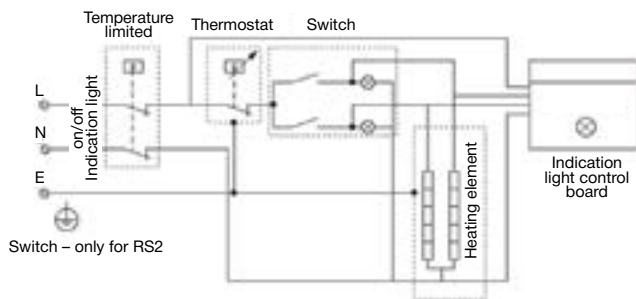 Temperature
limited
Thermostat
Switch
L
N
E
on/off
Indication light
Heating element
Indication
light control
board
Switch – only for RS2